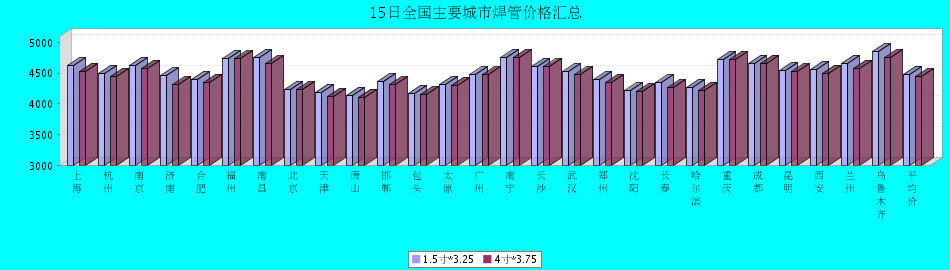 15日全国主要城市焊管价格汇总
5000
4500
4000
3500
3000
上海
杭州
南京
济南
合肥
福州
南昌
北京
天津
唐山
邯郸
包头
太原
广州
南宁
长沙
武汉
郑州
沈阳
长春
哈尔滨
重庆
成都
昆明
西安
兰州
乌鲁木齐
平均价
1.5寸*3.25
4寸*3.75